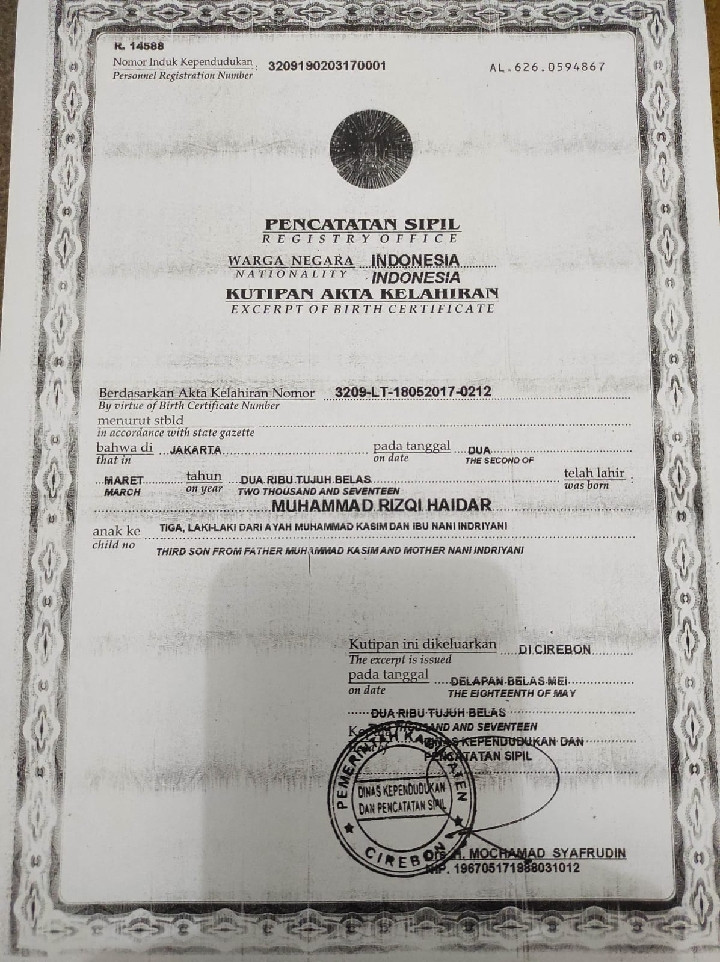 K. 14588
Nomor Induk Kependudukan : 3209190203170001
Personnel Registration Number
AL.626.0594867
PENCATATAN SIPIL
REGISTRY OFFICE
WARGA NEGARA INDONESIA
NATIONALITY INDONESIA
KUTIPAN AKTA KELAHIRAN
EXCERPT OF BIRTH CERTIFICATE
Berdasarkan Akta Kelahiran Nomor 3209-LT-18052017-0212
By virtue of Birth Certificate Number
menurut stbld
in accordance with state gazette
bahwa di JAKARTA pada tanggal DUA
that in on date THE SECOND OF
MARET tahun DUA RIBU TUJUH BELAS telah lahir :
MARCH on year TWO THOUSAND AND SEVENTEEN was born
MUHAMMAD RIZQI HAIDAR
anak ke TIGA, LAKI-LAKI DARI AYAH MUHAMMAD KASIM DAN IBU NANI INDRIYANI
child no THIRD SON FROM FATHER MUHAMMAD KASIM AND MOTHER NANI INDRIYANI
Kutipan ini dikeluarkan DI CIREBON
The excerpt is issued
pada tanggal DELAPAN BELAS MEI
on date THE EIGHTEENTH OF MAY
DUA RIBU TUJUH BELAS
AND SEVENTEEN
DINAS KEPENDUDUKAN DAN
PENCATATAN SIPIL
PEMERINTAH KABUPATEN
DINAS KEPENDUDUKAN
DAN PENCATATAN SIPIL
CIREBON
H. MOCHAMAD SYAFRUDIN
NIP. 196705171988031012